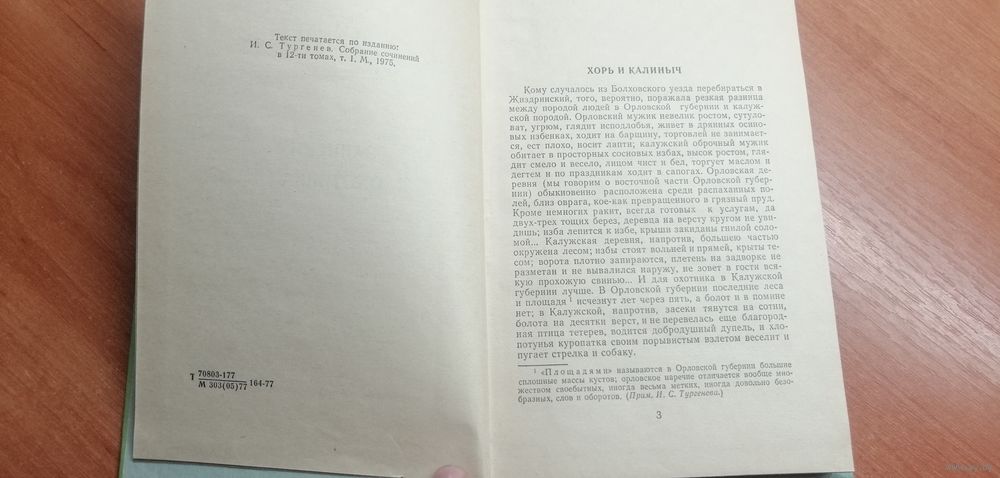 Текст печатается по изданию:
И. С. Тургенев. Собрание сочинений
в 12-ти томах, т. I. М., 1975.
Т 70803-177
М 303(05)77 164-77
ХОРЬ И КАЛИНЫЧ
Кому случалось из Болховского уезда перебираться в
Жиздринский, того, вероятно, поражала резкая разница
между породой людей в Орловской губернии и калуж-
ской породой. Орловский мужик невелик ростом, сутуло-
ват, угрюм, глядит исподлобья, живет в дрянных осино-
вых избенках, ходит на барщину, торговлей не занимает-
ся, ест плохо, носит лапти; калужский оброчный мужик
обитает в просторных сосновых избах, высок ростом, гля-
дит смело и весело, лицом чист и бел, торгует маслом и
дегтем и по праздникам ходит в сапогах. Орловская де-
ревня (мы говорим о восточной части Орловской губер-
нии) обыкновенно расположена среди распаханных по-
лей, близ оврага, кое-как превращенного в грязный пруд.
Кроме немногих ракит, всегда готовых к услугам, да
двух-трех тощих берез, деревца на версту кругом не уви-
дишь; изба лепится к избе, крыши закиданы гнилой соло-
мой... Калужская деревня, напротив, большею частью
окружена лесом; избы стоят вольней и прямей, крыты те-
сом; ворота плотно запираются, плетень на задворке не
разметан и не вывалился наружу, не зовет в гости вся-
кую прохожую свинью... И для охотника в Калужской
губернии лучше. В Орловской губернии последние леса
и площадя ¹ исчезнут лет через пять, а болот и в помине
нет; в Калужской, напротив, засеки тянутся на сотни,
болота на десятки верст, и не перевелась еще благород-
ная птица тетерев, водится добродушный дупель, и хло-
потунья куропатка своим порывистым взлетом веселит и
пугает стрелка и собаку.
¹ «Площадями» называются в Орловской губернии большие
сплошные массы кустов; орловское наречие отличается вообще мно-
жеством своебытных, иногда весьма метких, иногда довольно безо-
бразных, слов и оборотов. (Прим. И. С. Тургенева.)
3